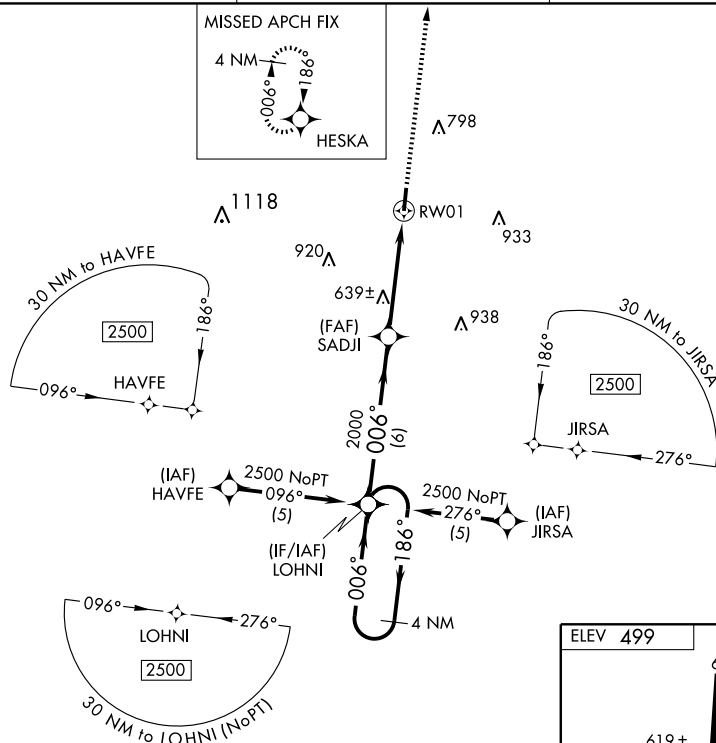 MISSED APCH FIX
4 NM
006°
186°
HESKA
798
1118
RW01
933
920
639±
938
(FAF)
SADJI
30 NM to HAVFE
2500
186°
096°
HAVFE
30 NM to JIRSA
186°
2500
JIRSA
276°
2000
006°
(6)
(IAF)
HAVFE
2500 NoPT
096°
(5)
2500 NoPT
276°
(5)
(IAF)
JIRSA
(IF/IAF)
LOHNI
006°
186°
4 NM
096°
276°
LOHNI
2500
30 NM to LOHNI (NoPT)
ELEV 499
619±